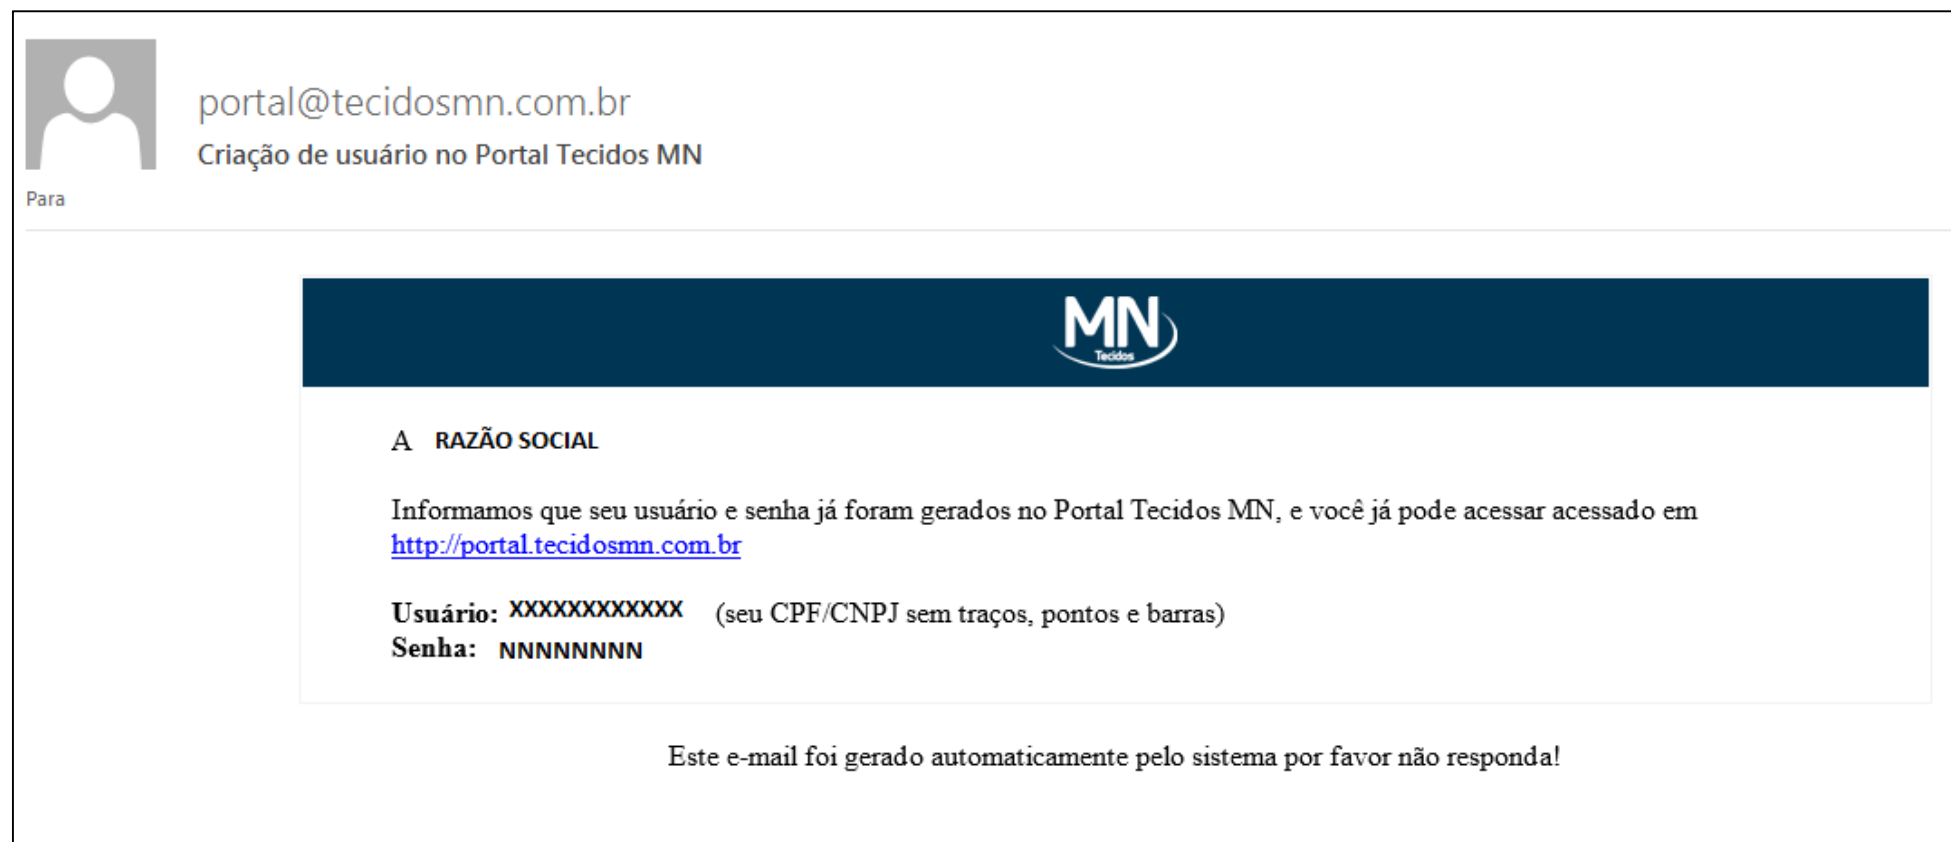 portal@tecidosmn.com.br
Criação de usuário no Portal Tecidos MN
Para
MN
Tecidos
A RAZÃO SOCIAL
Informamos que seu usuário e senha já foram gerados no Portal Tecidos MN, e você já pode acessar acessado em
http://portal.tecidosmn.com.br
Usuário: XXXXXXXXXXXX (seu CPF/CNPJ sem traços, pontos e barras)
Senha: NNNNNNNN
Este e-mail foi gerado automaticamente pelo sistema por favor não responda!